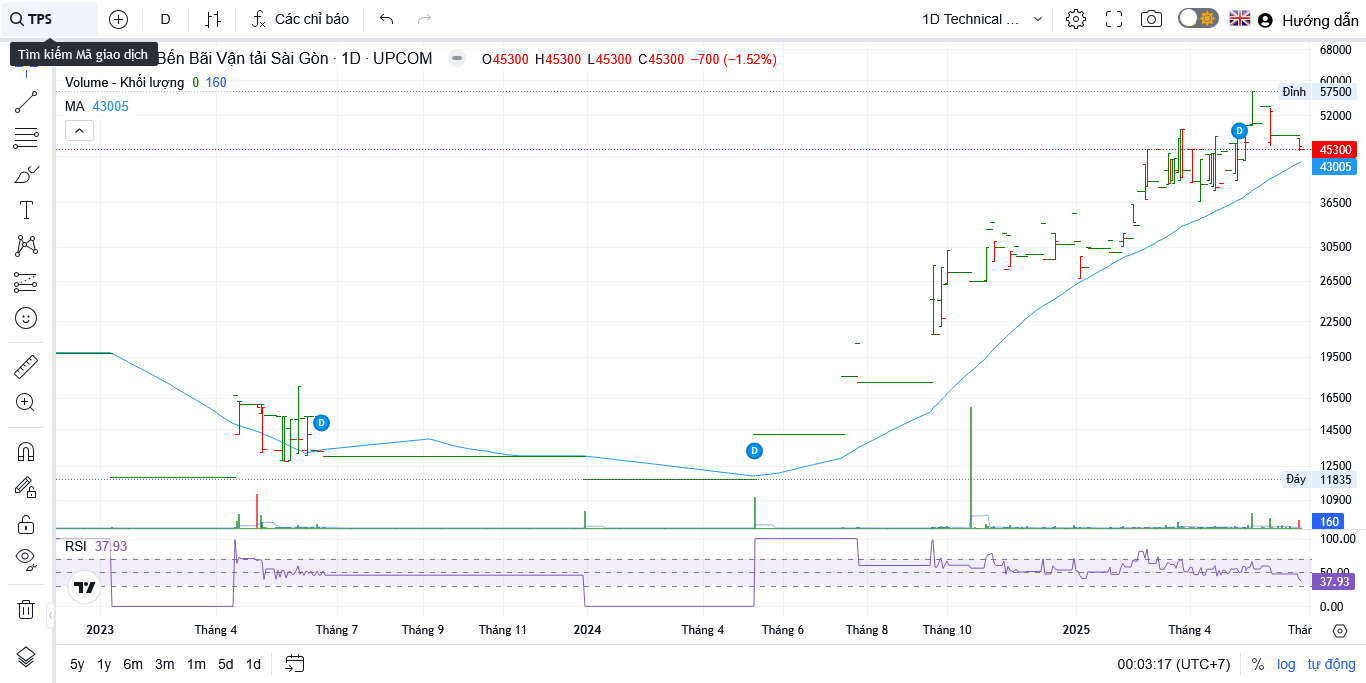 TPS
D
Các chỉ báo
1D Technical ...
Hướng dẫn
Tìm kiếm Mã giao dịch
Bến Bãi Vận tải Sài Gòn · 1D · UPCOM
O45300 H45300 L45300 C45300 −700 (−1.52%)
Volume - Khối lượng 0 160
MA 43005
68000
60000
Đỉnh 57500
52000
45300
43005
36500
30500
26500
22500
19500
16500
14500
12500
Đáy 11835
10900
160
D
D
D
RSI 37.93
100.00
50.00
37.93
0.00
2023 Tháng 4 Tháng 7 Tháng 9 Tháng 11 2024 Tháng 4 Tháng 6 Tháng 8 Tháng 10 2025 Tháng 4 Thár
5y 1y 6m 3m 1m 5d 1d
00:03:17 (UTC+7) % log tự động